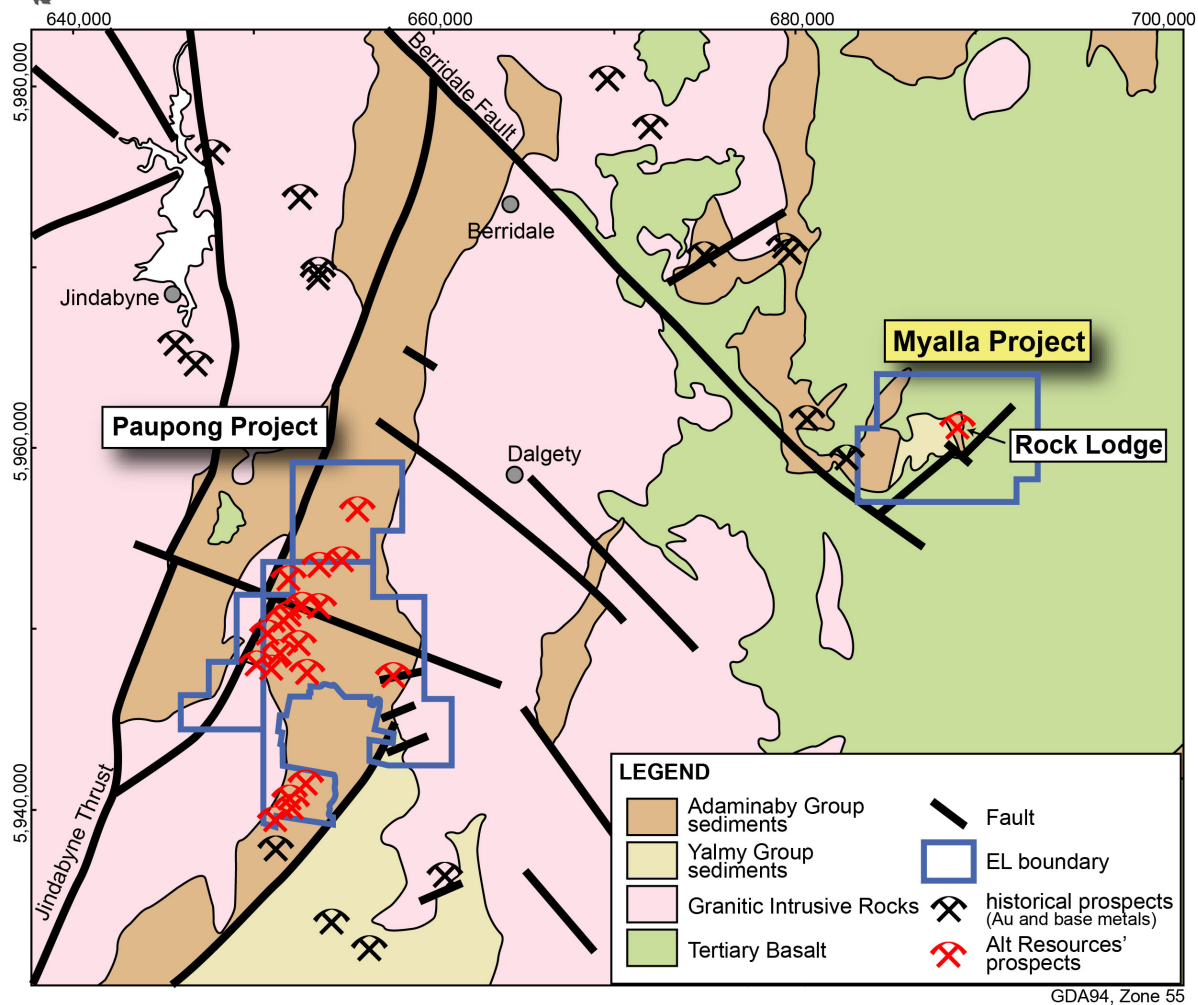 640,000
660,000
680,000
700,000
5,980,000
Berridale Fault
Berridale
Jindabyne
Myalla Project
Paupong Project
5,960,000
Rock Lodge
Dalgety
5,940,000
Jindabyne Thrust
LEGEND
Adaminaby Group
sediments
Yalmy Group
sediments
Granitic Intrusive Rocks
Tertiary Basalt
Fault
EL boundary
historical prospects
(Au and base metals)
Alt Resources’
prospects
GDA94, Zone 55